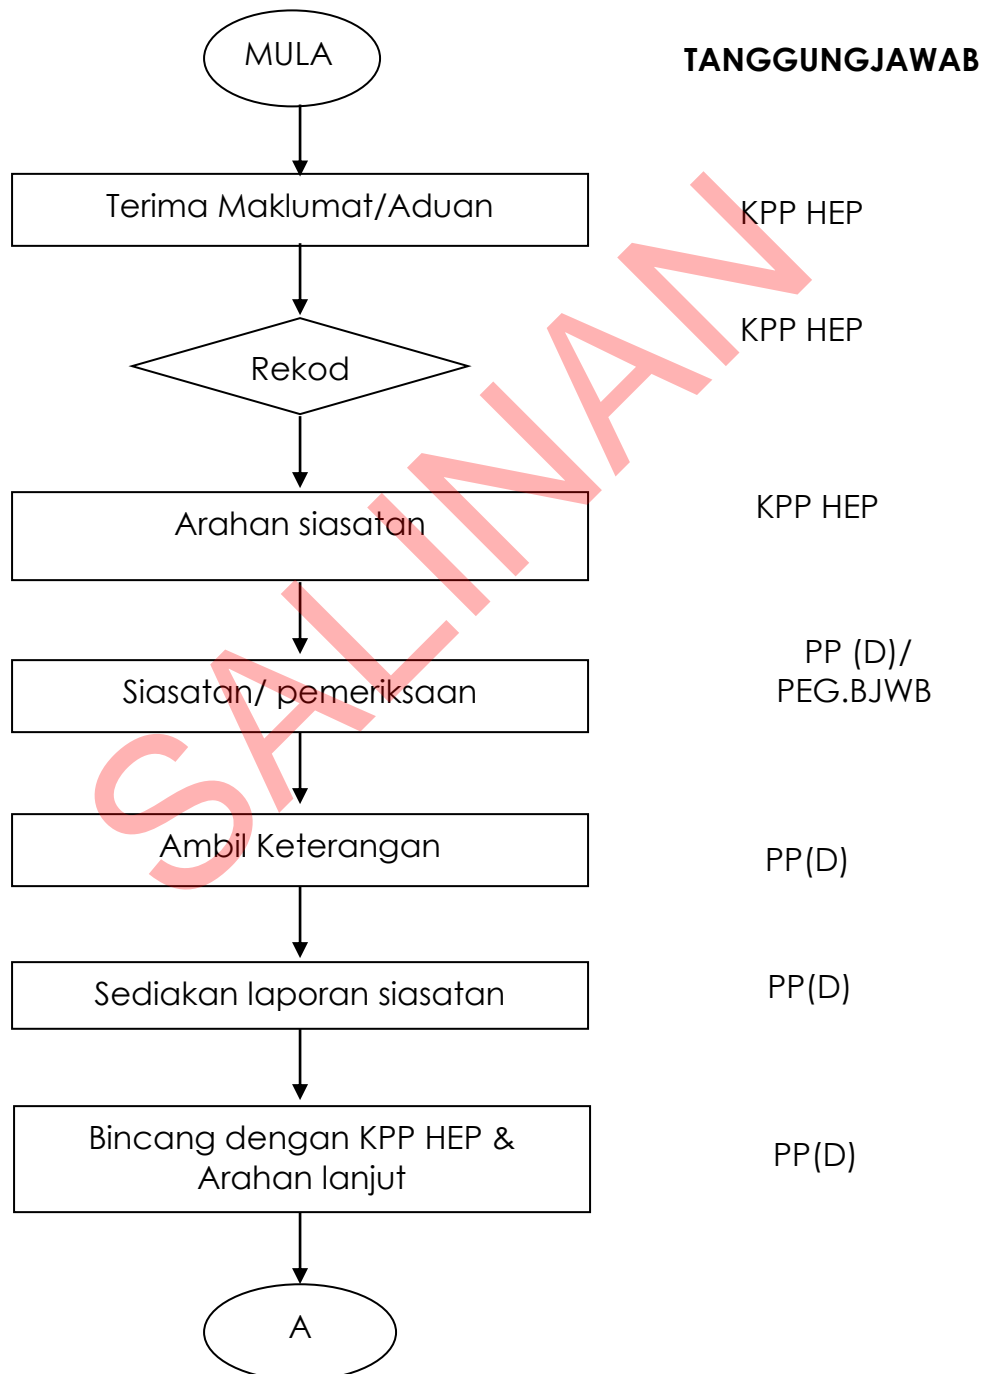 MULA
TANGGUNGJAWAB
Terima Maklumat/Aduan
KPP HEP
KPP HEP
Rekod
Arahan siasatan
KPP HEP
Siasatan/ pemeriksaan
PP (D)/
PEG.BJWB
Ambil Keterangan
PP(D)
Sediakan laporan siasatan
PP(D)
Bincang dengan KPP HEP &
Arahan lanjut
PP(D)
A
SALINAN